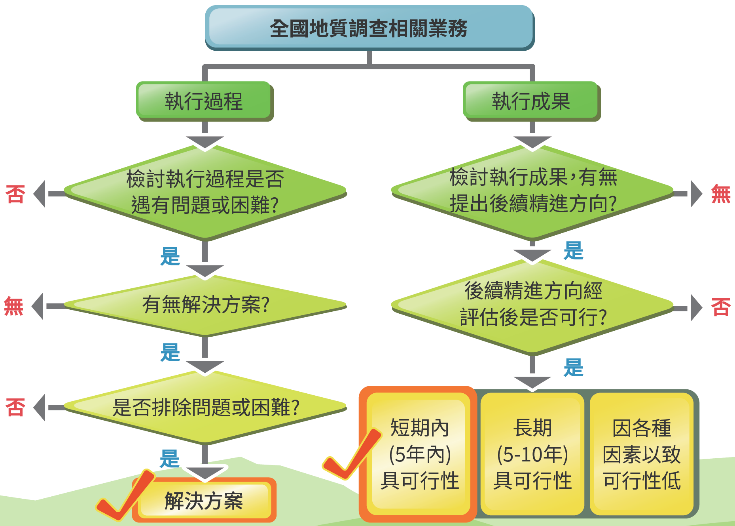 全國地質調查相關業務
執行過程
執行成果
檢討執行過程是否
遇有問題或困難?
否
是
有無解決方案?
無
是
是否排除問題或困難?
否
是
解決方案
檢討執行成果,有無
提出後續精進方向?
無
是
後續精進方向經
評估後是否可行?
否
是
短期內
(5年內)
具可行性
長期
(5-10年)
具可行性
因各種
因素以致
可行性低